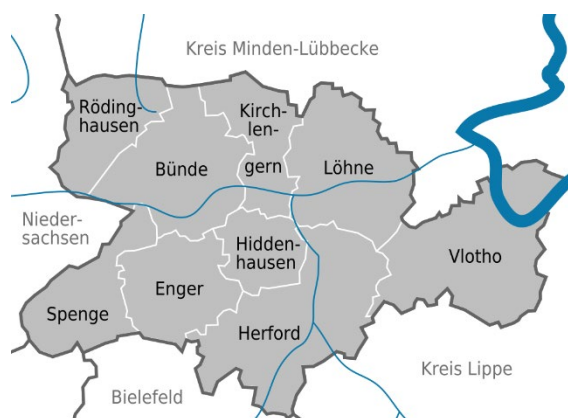 Kreis Minden-Lübbecke
Röding-
hausen
Kirch-
len-
gern
Bünde
Löhne
Nieder-
sachsen
Hidden-
hausen
Vlotho
Enger
Spenge
Herford
Kreis Lippe
Bielefeld